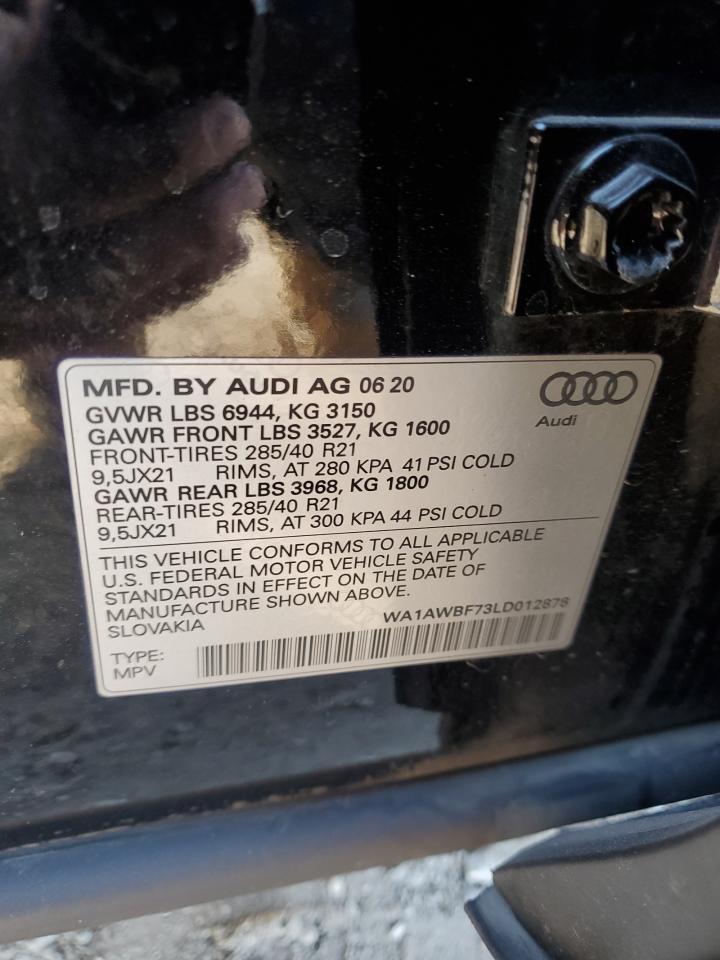 MFD. BY AUDI AG 06 20
Audi
GVWR LBS 6944, KG 3150
GAWR FRONT LBS 3527, KG 1600
FRONT-TIRES 285/40 R21
9,5JX21 RIMS, AT 280 KPA 41 PSI COLD
GAWR REAR LBS 3968, KG 1800
REAR-TIRES 285/40 R21
9,5JX21 RIMS, AT 300 KPA 44 PSI COLD
THIS VEHICLE CONFORMS TO ALL APPLICABLE
U.S. FEDERAL MOTOR VEHICLE SAFETY
STANDARDS IN EFFECT ON THE DATE OF
MANUFACTURE SHOWN ABOVE.
SLOVAKIA WA1AWBF73LD012878
TYPE:
MPV